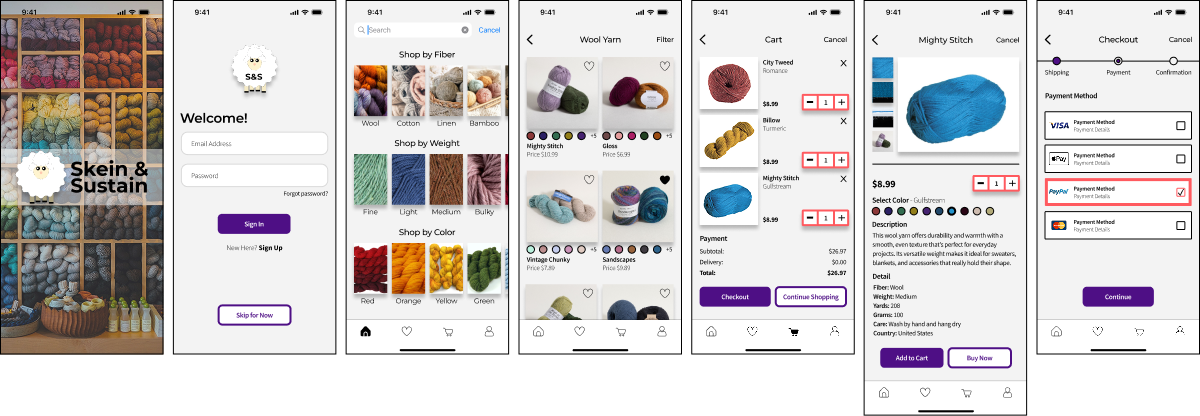 9:41
Skein &
Sustain
9:41
S&S
Welcome!
Email Address
Password
Forgot password?
Sign In
New Here? Sign Up
Skip for Now
9:41
Search
Cancel
Shop by Fiber
Wool Cotton Linen Bamboo
Shop by Weight
Fine Light Medium Bulky
Shop by Color
Red Orange Yellow Green
9:41
Wool Yarn Filter
+5 +5
Mighty Stitch Gloss
Price $10.99 Price $6.99
+5 +5
Vintage Chunky Sandscapes
Price $7.89 Price $9.89
9:41
Cart Cancel
City Tweed X
Romance
$8.99 1
Billow X
Turmeric
$8.99 1
Mighty Stitch X
Gulfstream
$8.99 1
Payment
Subtotal: $26.97
Delivery: $0.00
Total: $26.97
Checkout Continue Shopping
9:41
Mighty Stitch Cancel
$8.99 1
Select Color - Gulfstream
Description
This wool yarn offers durability and warmth with a
smooth, even texture that's perfect for everyday
projects. Its versatile weight makes it ideal for sweaters,
blankets, and accessories that really hold their shape.
Detail
Fiber: Wool
Weight: Medium
Yards: 208
Grams: 100
Care: Wash by hand and hang dry
Country: United States
Add to Cart Buy Now
9:41
Checkout Cancel
Shipping Payment Confirmation
Payment Method
VISA Payment Method
Payment Details
Pay Payment Method
Payment Details
PayPal Payment Method
Payment Details
Payment Method
Payment Details
Continue